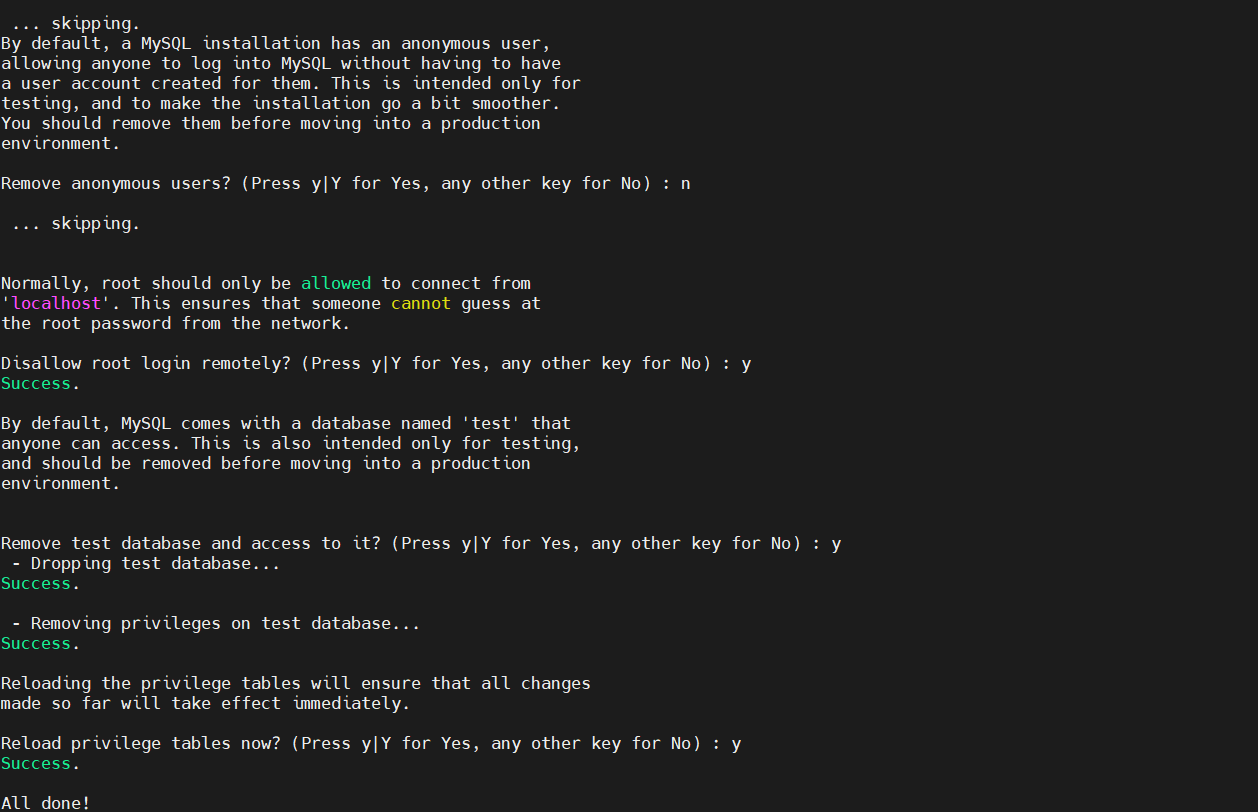 ... skipping.
By default, a MySQL installation has an anonymous user,
allowing anyone to log into MySQL without having to have
a user account created for them. This is intended only for
testing, and to make the installation go a bit smoother.
You should remove them before moving into a production
environment.
Remove anonymous users? (Press y|Y for Yes, any other key for No) : n
... skipping.
Normally, root should only be allowed to connect from
'localhost'. This ensures that someone cannot guess at
the root password from the network.
Disallow root login remotely? (Press y|Y for Yes, any other key for No) : y
Success.
By default, MySQL comes with a database named 'test' that
anyone can access. This is also intended only for testing,
and should be removed before moving into a production
environment.
Remove test database and access to it? (Press y|Y for Yes, any other key for No) : y
- Dropping test database...
Success.
- Removing privileges on test database...
Success.
Reloading the privilege tables will ensure that all changes
made so far will take effect immediately.
Reload privilege tables now? (Press y|Y for Yes, any other key for No) : y
Success.
All done!